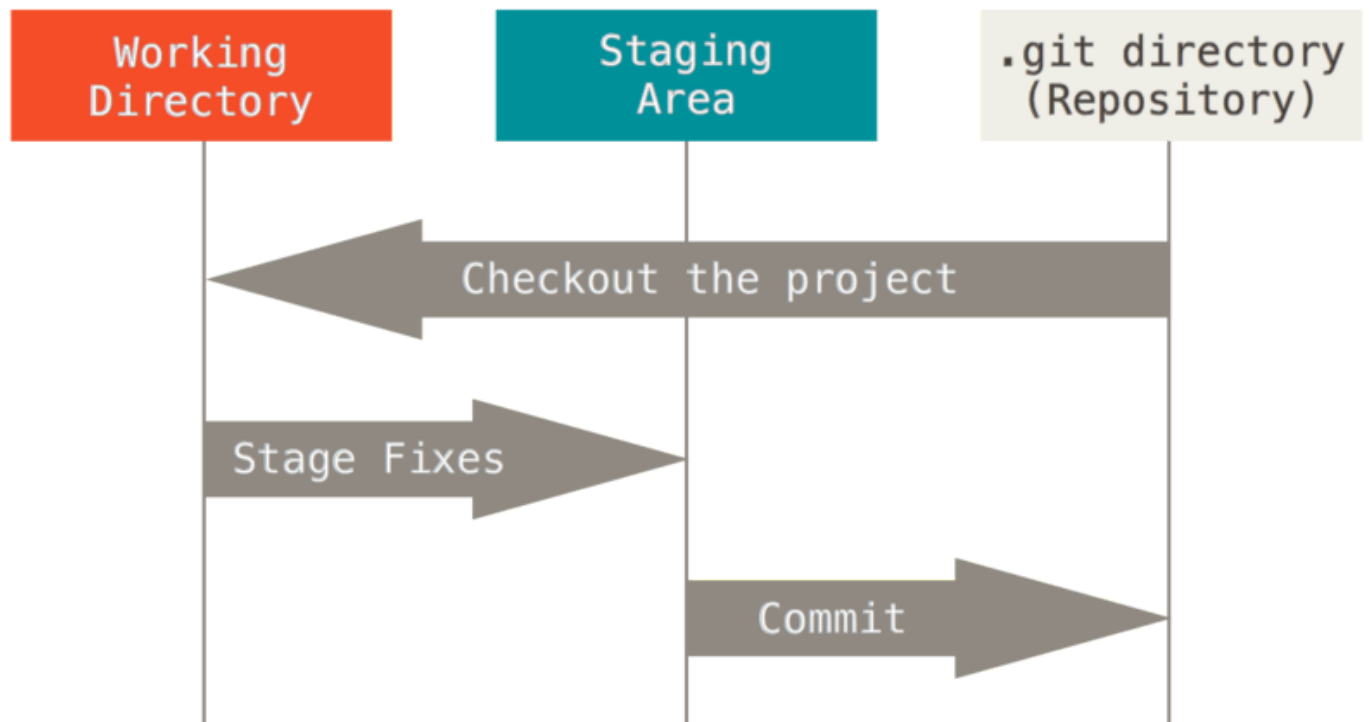 Working
Directory
Staging
Area
.git directory
(Repository)
Checkout the project
Stage Fixes
Commit